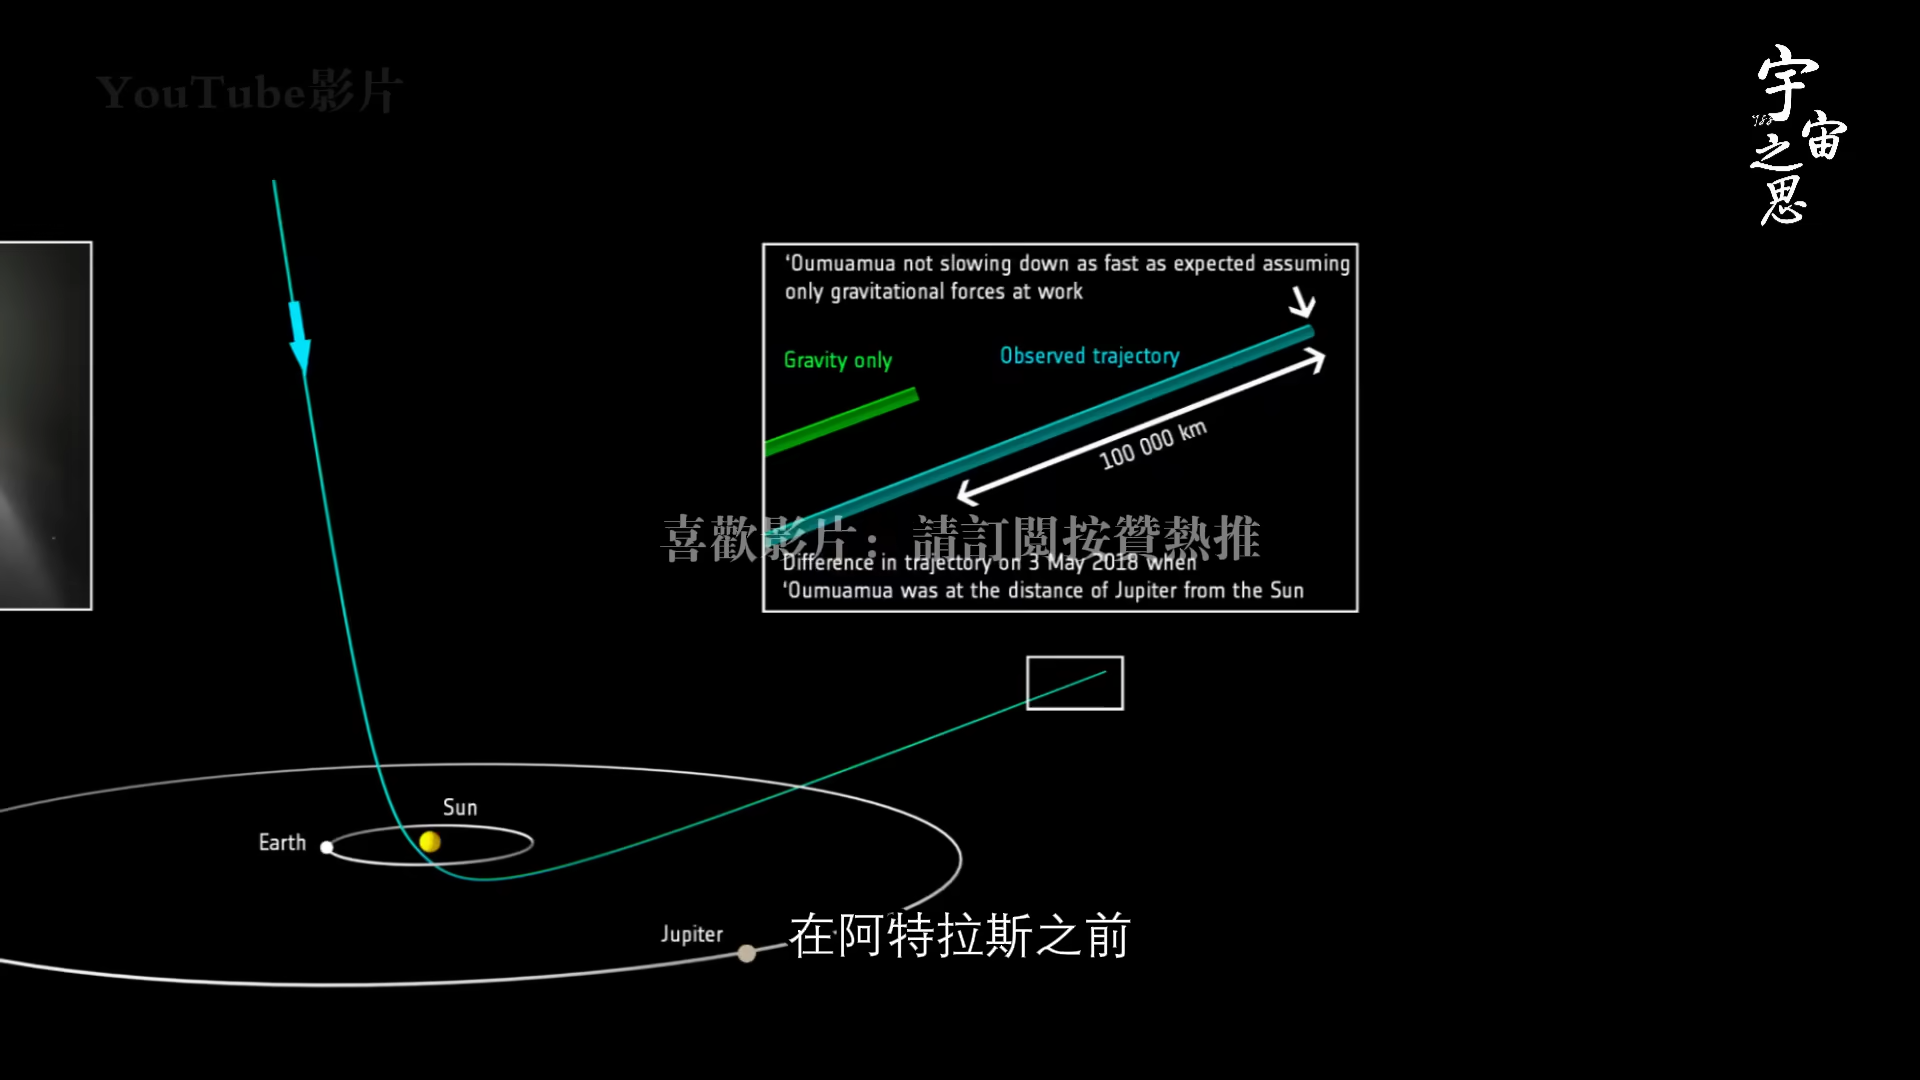 YouTube影片
宇宙之思
‘Oumuamua not slowing down as fast as expected assuming
only gravitational forces at work
Gravity only
Observed trajectory
100 000 km
喜歡影片：請訂閱按贊熱推
Difference in trajectory on 3 May 2018 when
‘Oumuamua was at the distance of Jupiter from the Sun
Sun
Earth
Jupiter
在阿特拉斯之前